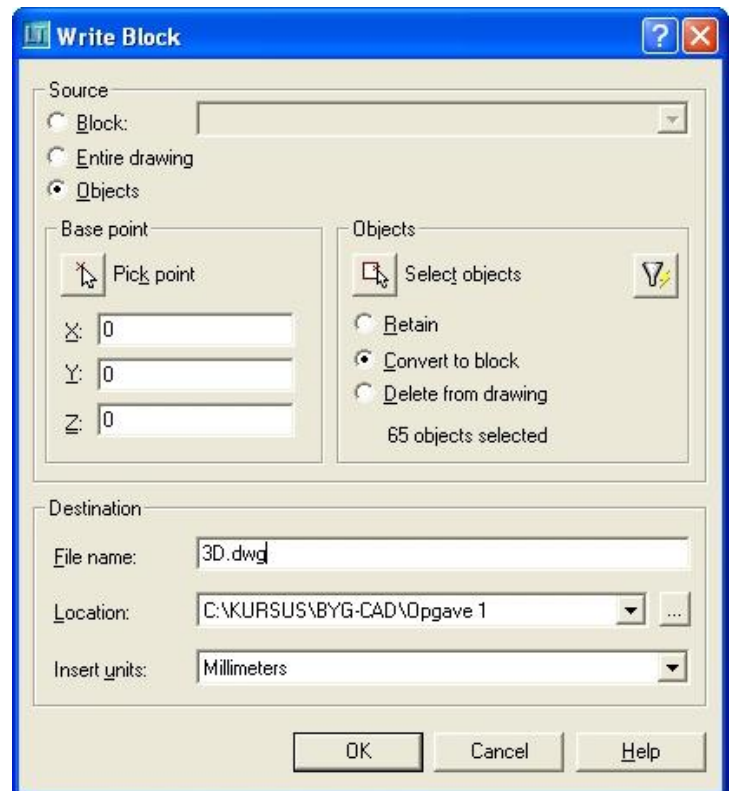 Write Block
Source
Block:
Entire drawing
Objects
Base point
Pick point
X: 0
Y: 0
Z: 0
Objects
Select objects
Retain
Convert to block
Delete from drawing
65 objects selected
Destination
File name: 3D.dwg
Location: C:\KURSUS\BYG-CAD\Opgave 1 ...
Insert units: Millimeters
OK Cancel Help